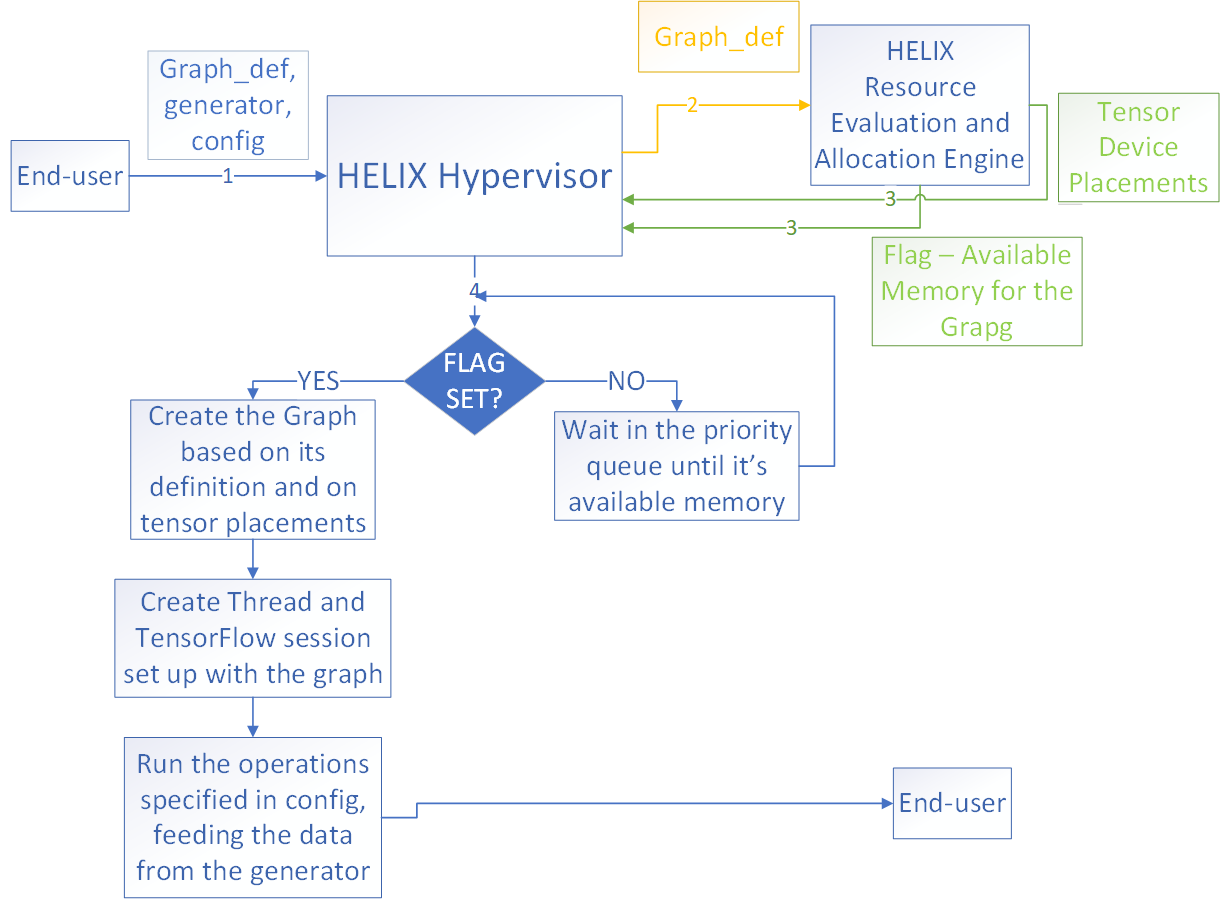 Graph_def,
generator,
config
End-user
1
HELIX Hypervisor
Graph_def
2
HELIX
Resource
Evaluation and
Allocation Engine
Tensor
Device
Placements
3
3
Flag – Available
Memory for the
Grapg
4
FLAG
SET?
YES
NO
Create the Graph
based on its
definition and on
tensor placements
Wait in the priority
queue until it’s
available memory
Create Thread and
TensorFlow session
set up with the graph
Run the operations
specified in config,
feeding the data
from the generator
End-user